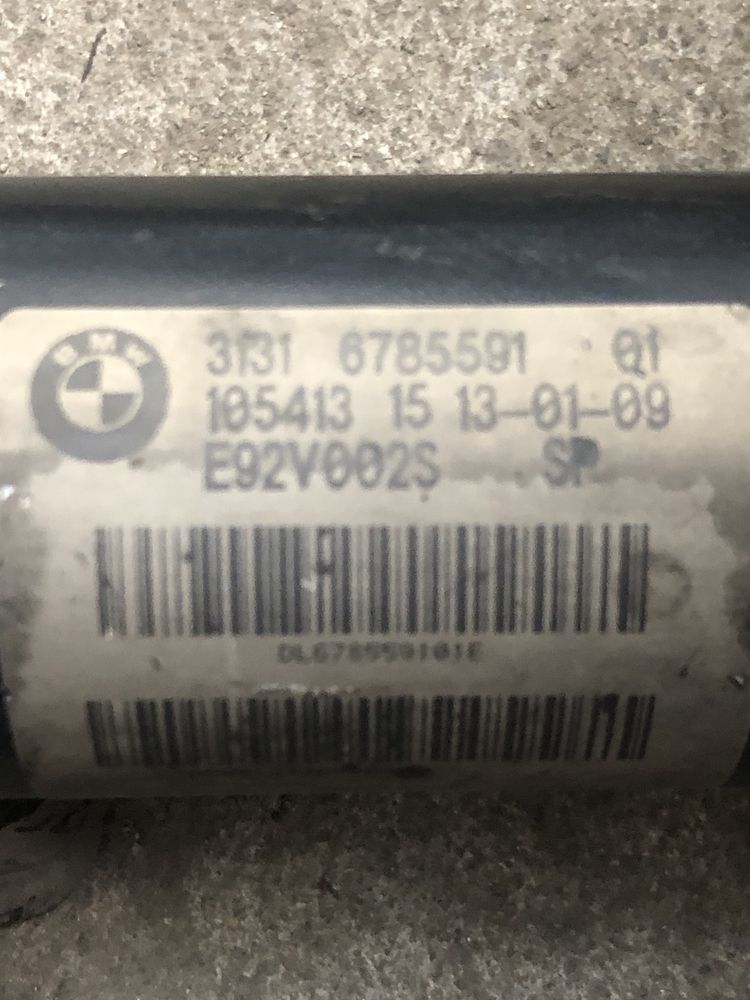 BMW
3131 6785591 01
105413 15 13-01-09
E92V002S SP
DL678559101E